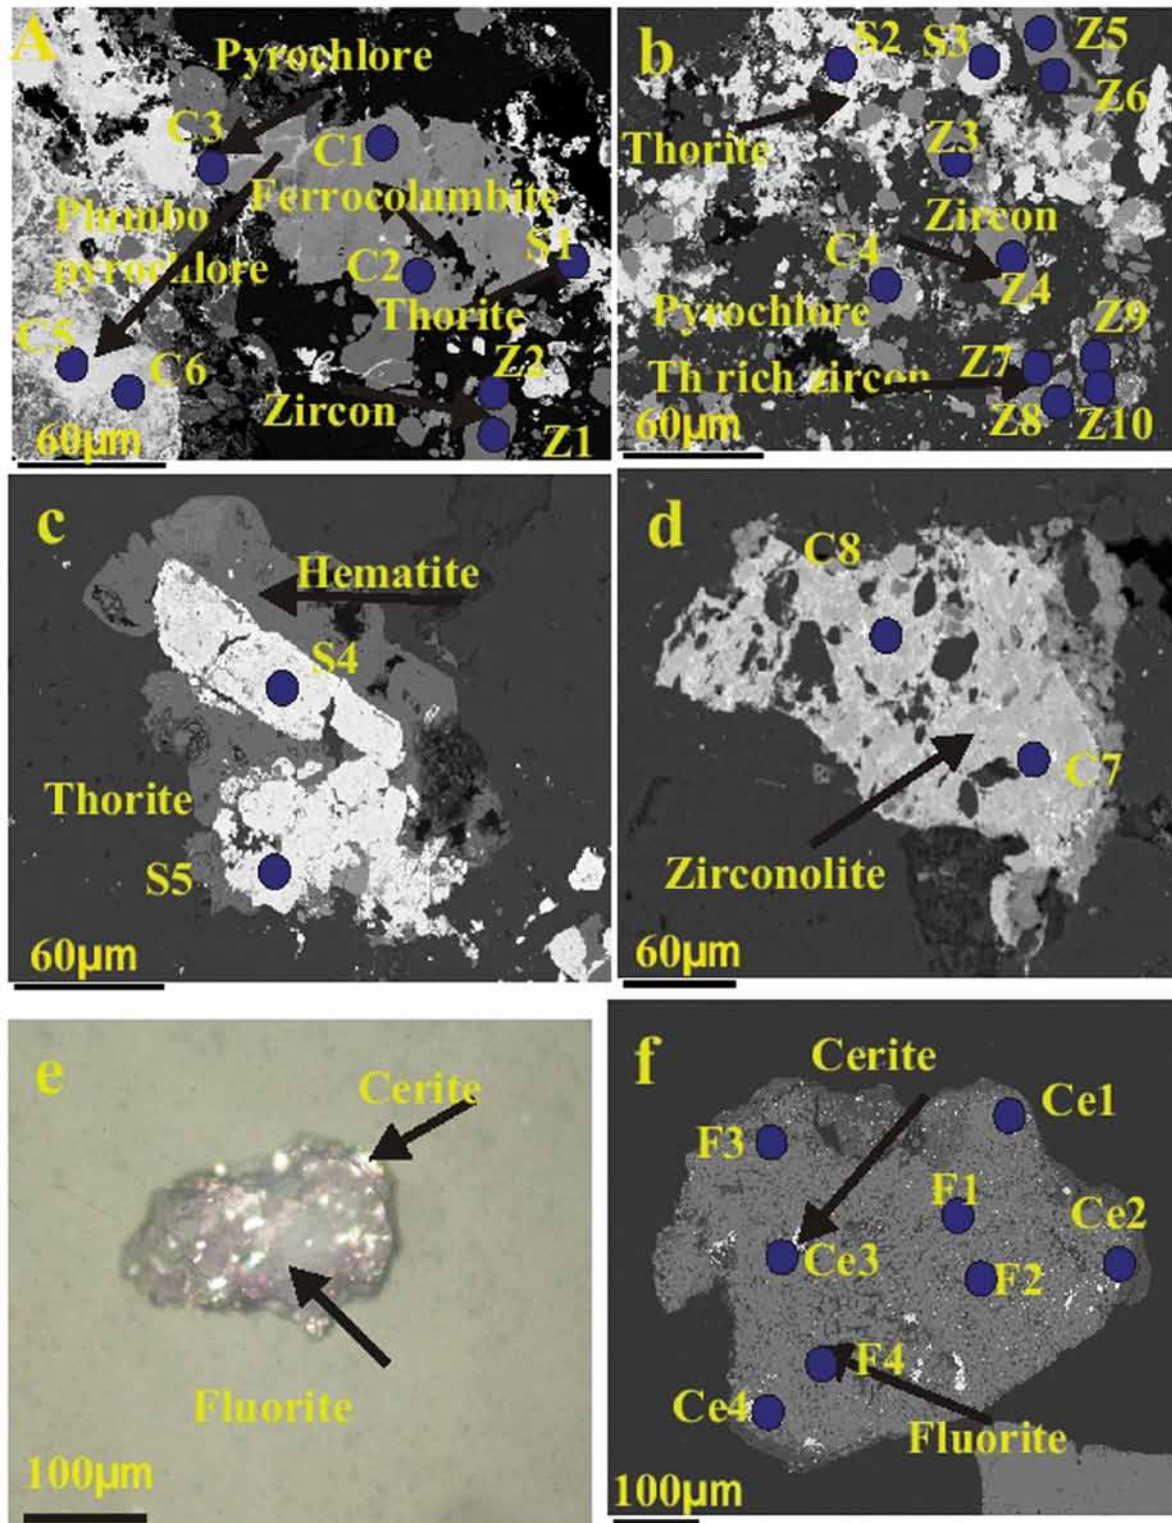 A
Pyrochlore
C3
C1
Ferrocolumbite
Plumbo
pyrochlore
S1
C2
Thorite
C5
C6
Z2
Zircon
Z1
60µm
b
S2
S3
Z5
Z6
Thorite
Z3
Zircon
C4
Z4
Pyrochlore
Z9
Z7
Th rich zircon
Z8
Z10
60µm
c
Hematite
S4
Thorite
S5
60µm
d
C8
C7
Zirconolite
60µm
e
Cerite
Fluorite
100µm
f
Cerite
Ce1
F3
F1
Ce2
Ce3
F2
F4
Ce4
Fluorite
100µm